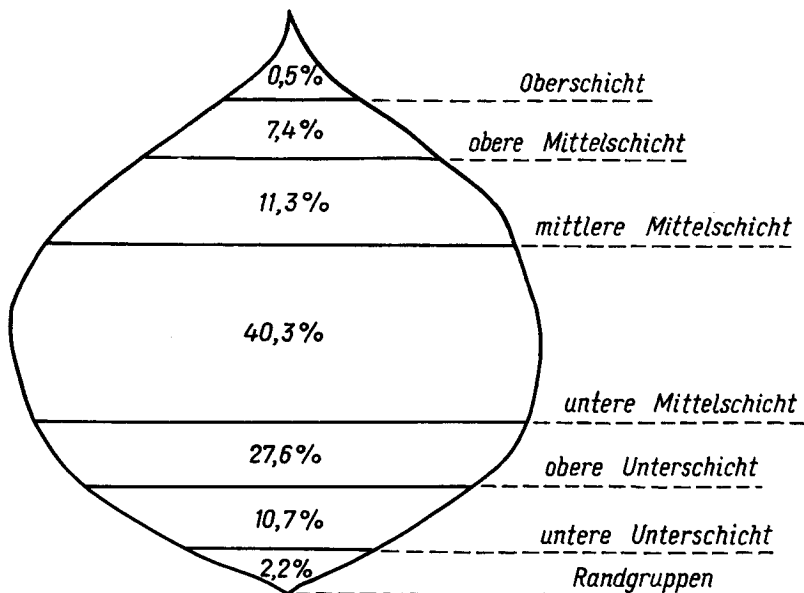 0,5%
Oberschicht
7,4%
obere Mittelschicht
11,3%
mittlere Mittelschicht
40,3%
untere Mittelschicht
27,6%
obere Unterschicht
10,7%
untere Unterschicht
2,2%
Randgruppen